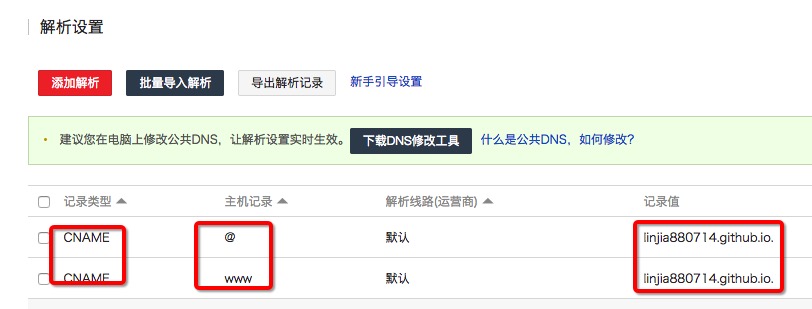 解析设置
添加解析 批量导入解析 导出解析记录 新手引导设置
• 建议您在电脑上修改公共DNS，让解析设置实时生效。 下载DNS修改工具 什么是公共DNS，如何修改？
记录类型 主机记录 解析线路(运营商) 记录值
CNAME @ 默认 linjia880714.github.io.
CNAME www 默认 linjia880714.github.io.